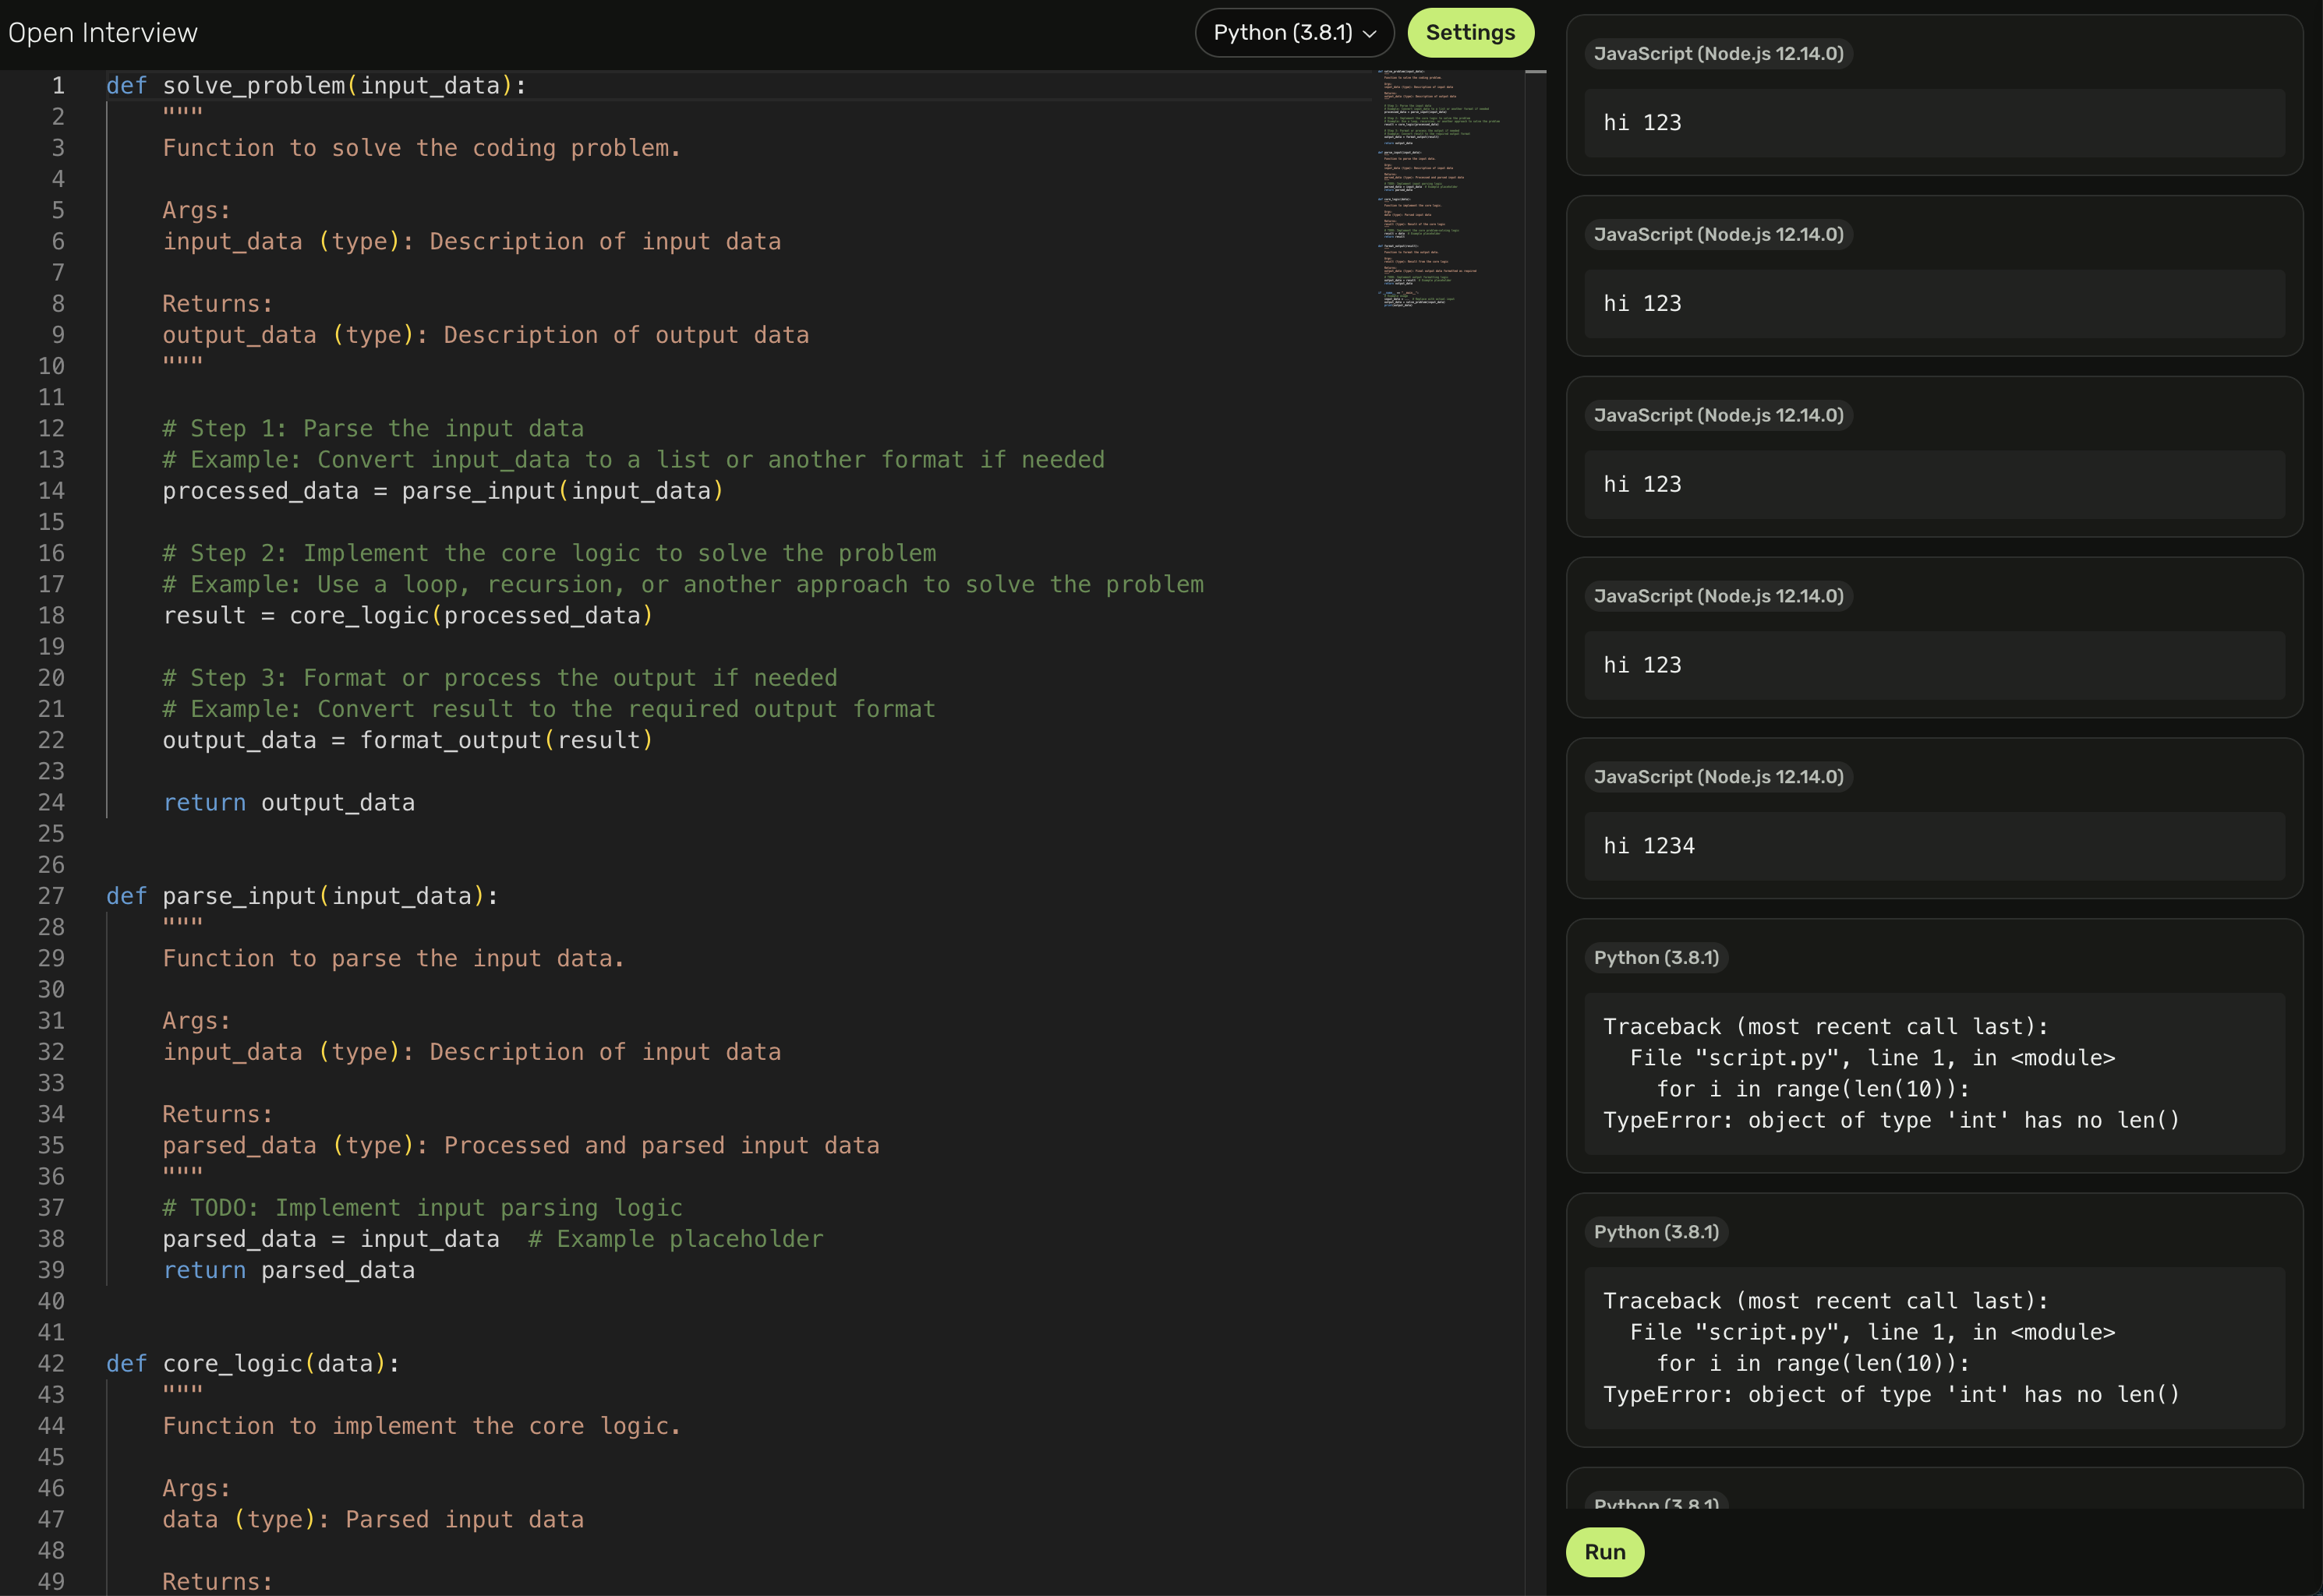 Open Interview
Python (3.8.1)
Settings
1 def solve_problem(input_data):
2     """
3     Function to solve the coding problem.
4
5     Args:
6     input_data (type): Description of input data
7
8     Returns:
9     output_data (type): Description of output data
10     """
11
12     # Step 1: Parse the input data
13     # Example: Convert input_data to a list or another format if needed
14     processed_data = parse_input(input_data)
15
16     # Step 2: Implement the core logic to solve the problem
17     # Example: Use a loop, recursion, or another approach to solve the problem
18     result = core_logic(processed_data)
19
20     # Step 3: Format or process the output if needed
21     # Example: Convert result to the required output format
22     output_data = format_output(result)
23
24     return output_data
25
26
27 def parse_input(input_data):
28     """
29     Function to parse the input data.
30
31     Args:
32     input_data (type): Description of input data
33
34     Returns:
35     parsed_data (type): Processed and parsed input data
36     """
37     # TODO: Implement input parsing logic
38     parsed_data = input_data  # Example placeholder
39     return parsed_data
40
41
42 def core_logic(data):
43     """
44     Function to implement the core logic.
45
46     Args:
47     data (type): Parsed input data
48
49     Returns:
JavaScript (Node.js 12.14.0)
hi 123
JavaScript (Node.js 12.14.0)
hi 123
JavaScript (Node.js 12.14.0)
hi 123
JavaScript (Node.js 12.14.0)
hi 123
JavaScript (Node.js 12.14.0)
hi 1234
Python (3.8.1)
Traceback (most recent call last):
  File "script.py", line 1, in <module>
    for i in range(len(10)):
TypeError: object of type 'int' has no len()
Python (3.8.1)
Traceback (most recent call last):
  File "script.py", line 1, in <module>
    for i in range(len(10)):
TypeError: object of type 'int' has no len()
Python (3.8.1)
Run